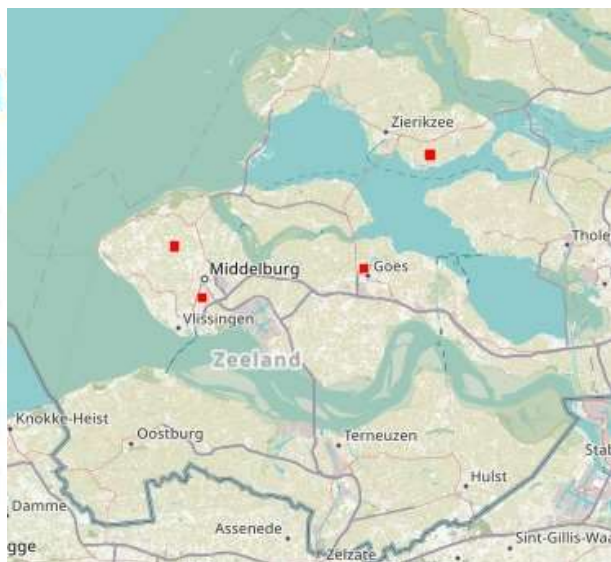 Zierikzee
Thole
Goes
Middelburg
Vlissingen
Zeeland
Knokke-Heist
Oostburg
Terneuzen
Stab
Hulst
Damme
Assenede
Sint-Gillis-Waa
gge
Zelzate